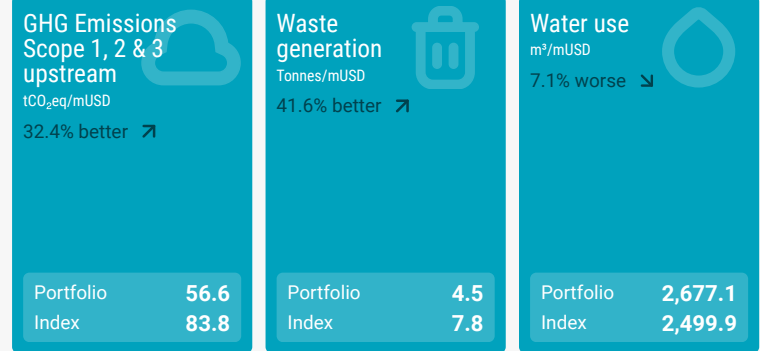 GHG Emissions
Scope 1, 2 & 3
upstream
tCO₂eq/mUSD
32.4% better
Portfolio 56.6
Index 83.8
Waste
generation
Tonnes/mUSD
41.6% better
Portfolio 4.5
Index 7.8
Water use
m³/mUSD
7.1% worse
Portfolio 2,677.1
Index 2,499.9